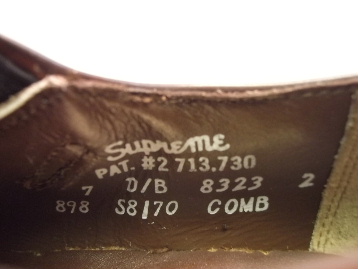 Supreme
PAT. #2 713.730
7 D/B 8323 2
898 S8170 COMB